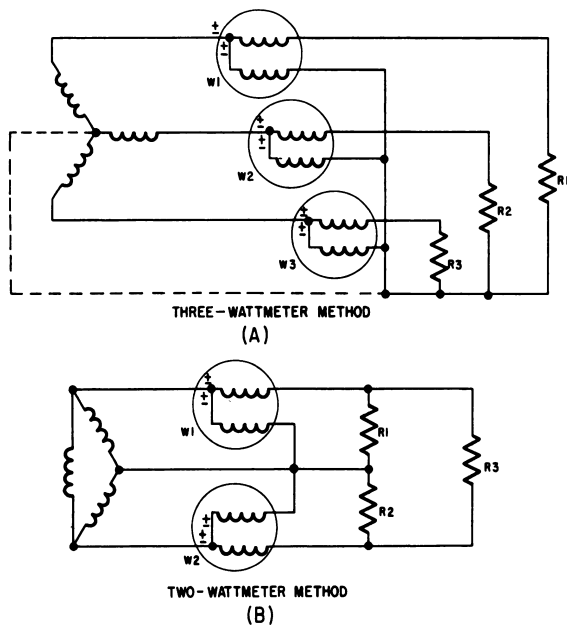 ±
±
W1
±
±
W2
±
±
W3
R1
R2
R3
THREE-WATTMETER METHOD
(A)
±
±
W1
R1
R3
R2
±
±
W2
TWO-WATTMETER METHOD
(B)